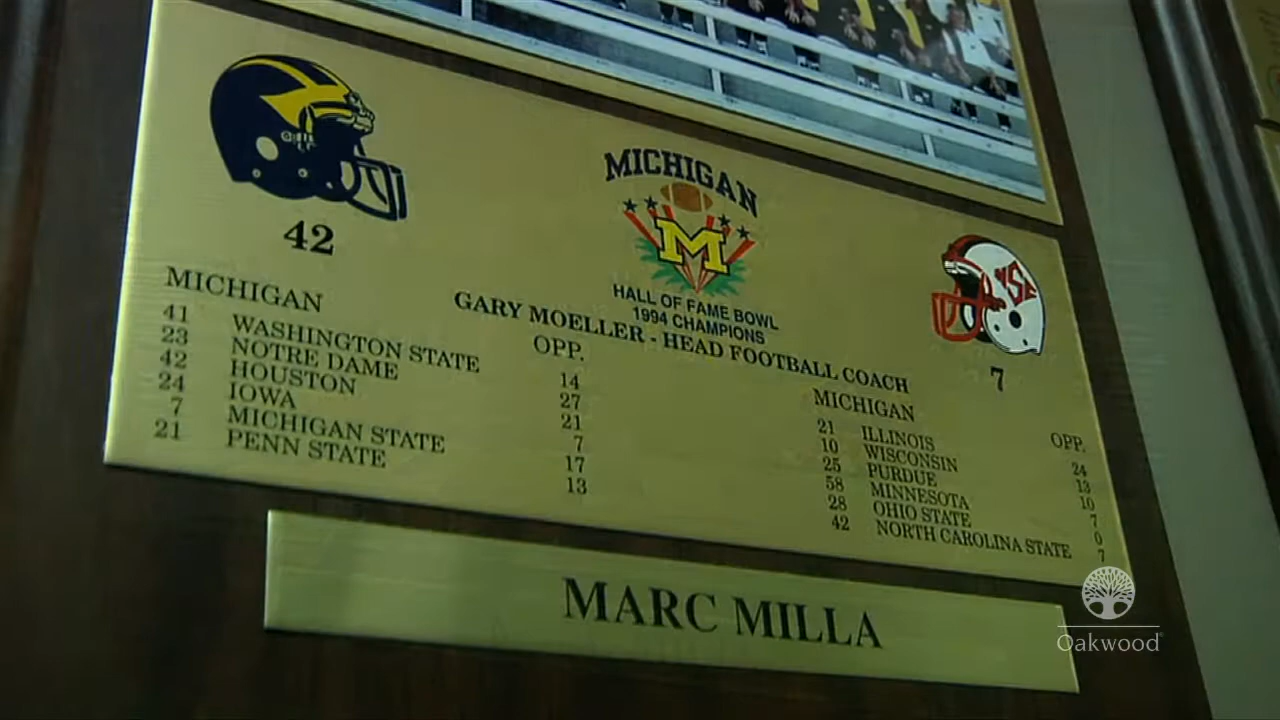 MICHIGAN
M
HALL OF FAME BOWL
1994 CHAMPIONS
42
7
GARY MOELLER - HEAD FOOTBALL COACH
MICHIGAN OPP.
41 WASHINGTON STATE 14
23 NOTRE DAME 27
42 HOUSTON 21
24 IOWA 7
7 MICHIGAN STATE 17
21 PENN STATE 13
MICHIGAN OPP.
21 ILLINOIS 24
10 WISCONSIN 13
25 PURDUE 10
58 MINNESOTA 7
28 OHIO STATE 0
42 NORTH CAROLINA STATE 7
MARC MILLA
Oakwood